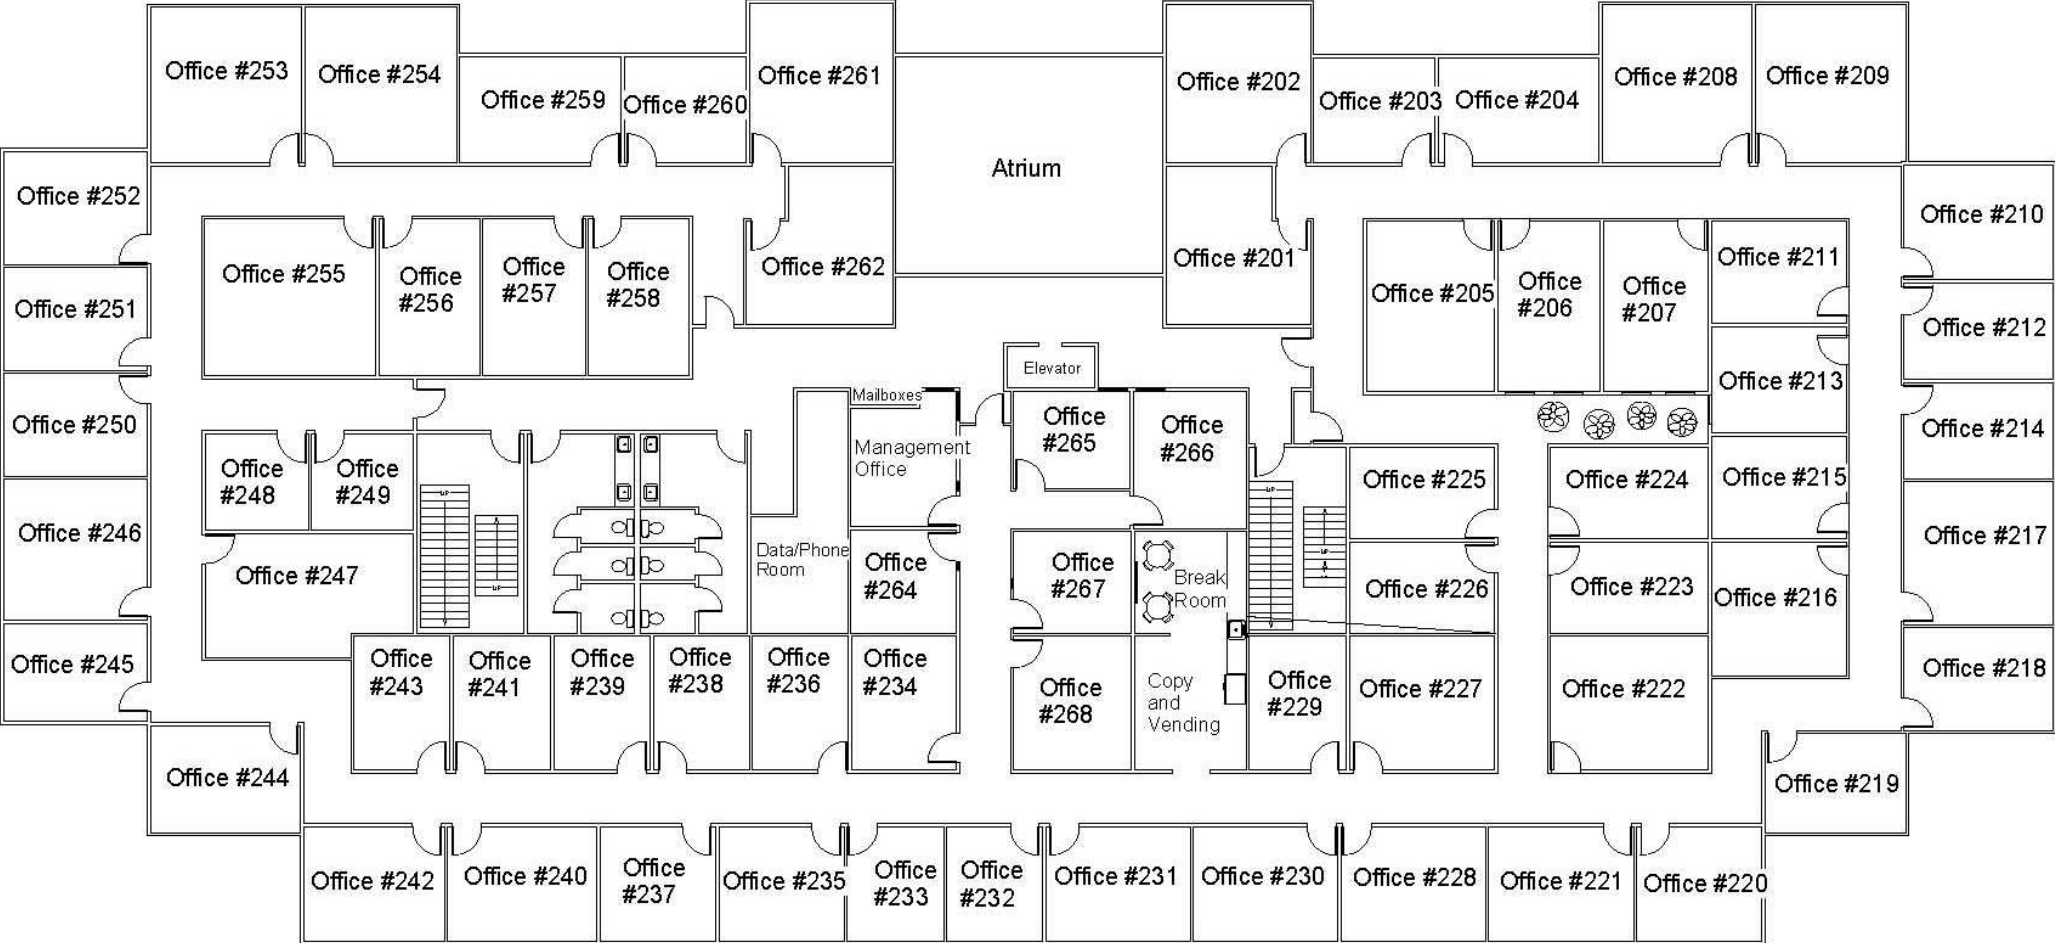 Office #253
Office #254
Office #259
Office #260
Office #261
Atrium
Office #202
Office #203
Office #204
Office #208
Office #209
Office #252
Office #251
Office #250
Office #246
Office #245
Office #244
Office #255
Office
#256
Office
#257
Office
#258
Office #262
Office #201
Office #205
Office
#206
Office
#207
Office #211
Office #213
Office #215
Office #216
Office #210
Office #212
Office #214
Office #217
Office #218
Office #219
Elevator
Mailboxes
Management
Office
Office
#265
Office
#266
Office
#248
Office
#249
Office #247
UP
UP
Data/Phone
Room
Office
#264
Office
#267
Break
Room
UP
UP
UP
Office #225
Office #224
Office #226
Office #223
Office
#243
Office
#241
Office
#239
Office
#238
Office
#236
Office
#234
Office
#268
Copy
and
Vending
Office
#229
Office #227
Office #222
Office #242
Office #240
Office
#237
Office #235
Office
#233
Office
#232
Office #231
Office #230
Office #228
Office #221
Office #220